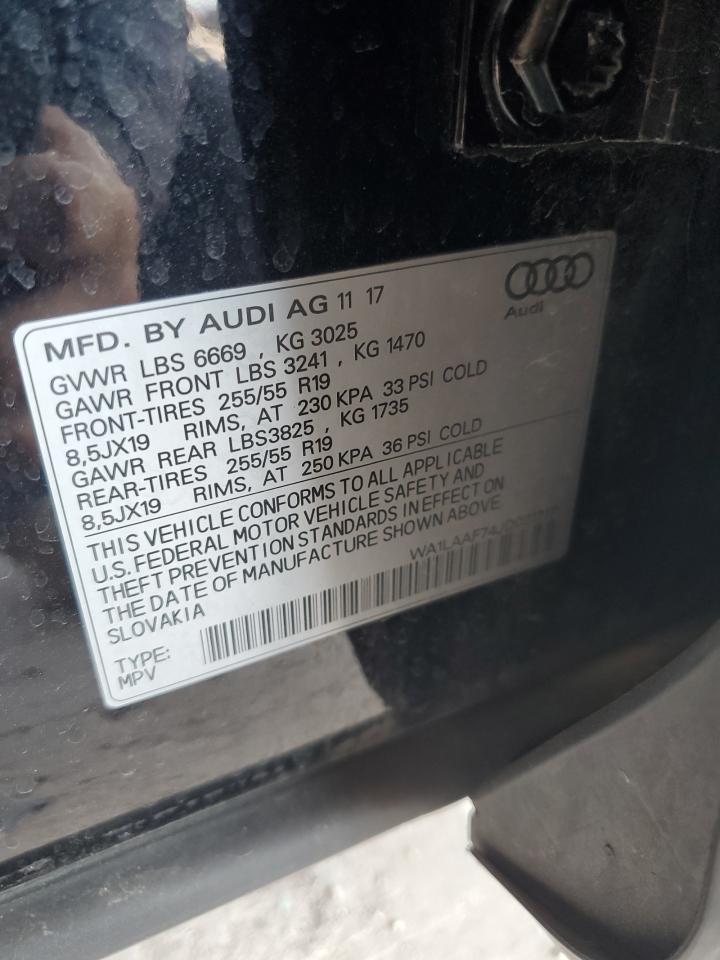 MFD. BY AUDI AG 11 17
Audi
GVWR LBS 6669 , KG 3025
GAWR FRONT LBS 3241 , KG 1470
FRONT-TIRES 255/55 R19
8,5JX19 RIMS, AT 230 KPA 33 PSI COLD
GAWR REAR LBS3825 , KG 1735
REAR-TIRES 255/55 R19
8,5JX19 RIMS, AT 250 KPA 36 PSI COLD
THIS VEHICLE CONFORMS TO ALL APPLICABLE
U.S. FEDERAL MOTOR VEHICLE SAFETY AND
THEFT PREVENTION STANDARDS IN EFFECT ON
THE DATE OF MANUFACTURE SHOWN ABOVE
SLOVAKIA
TYPE:
MPV